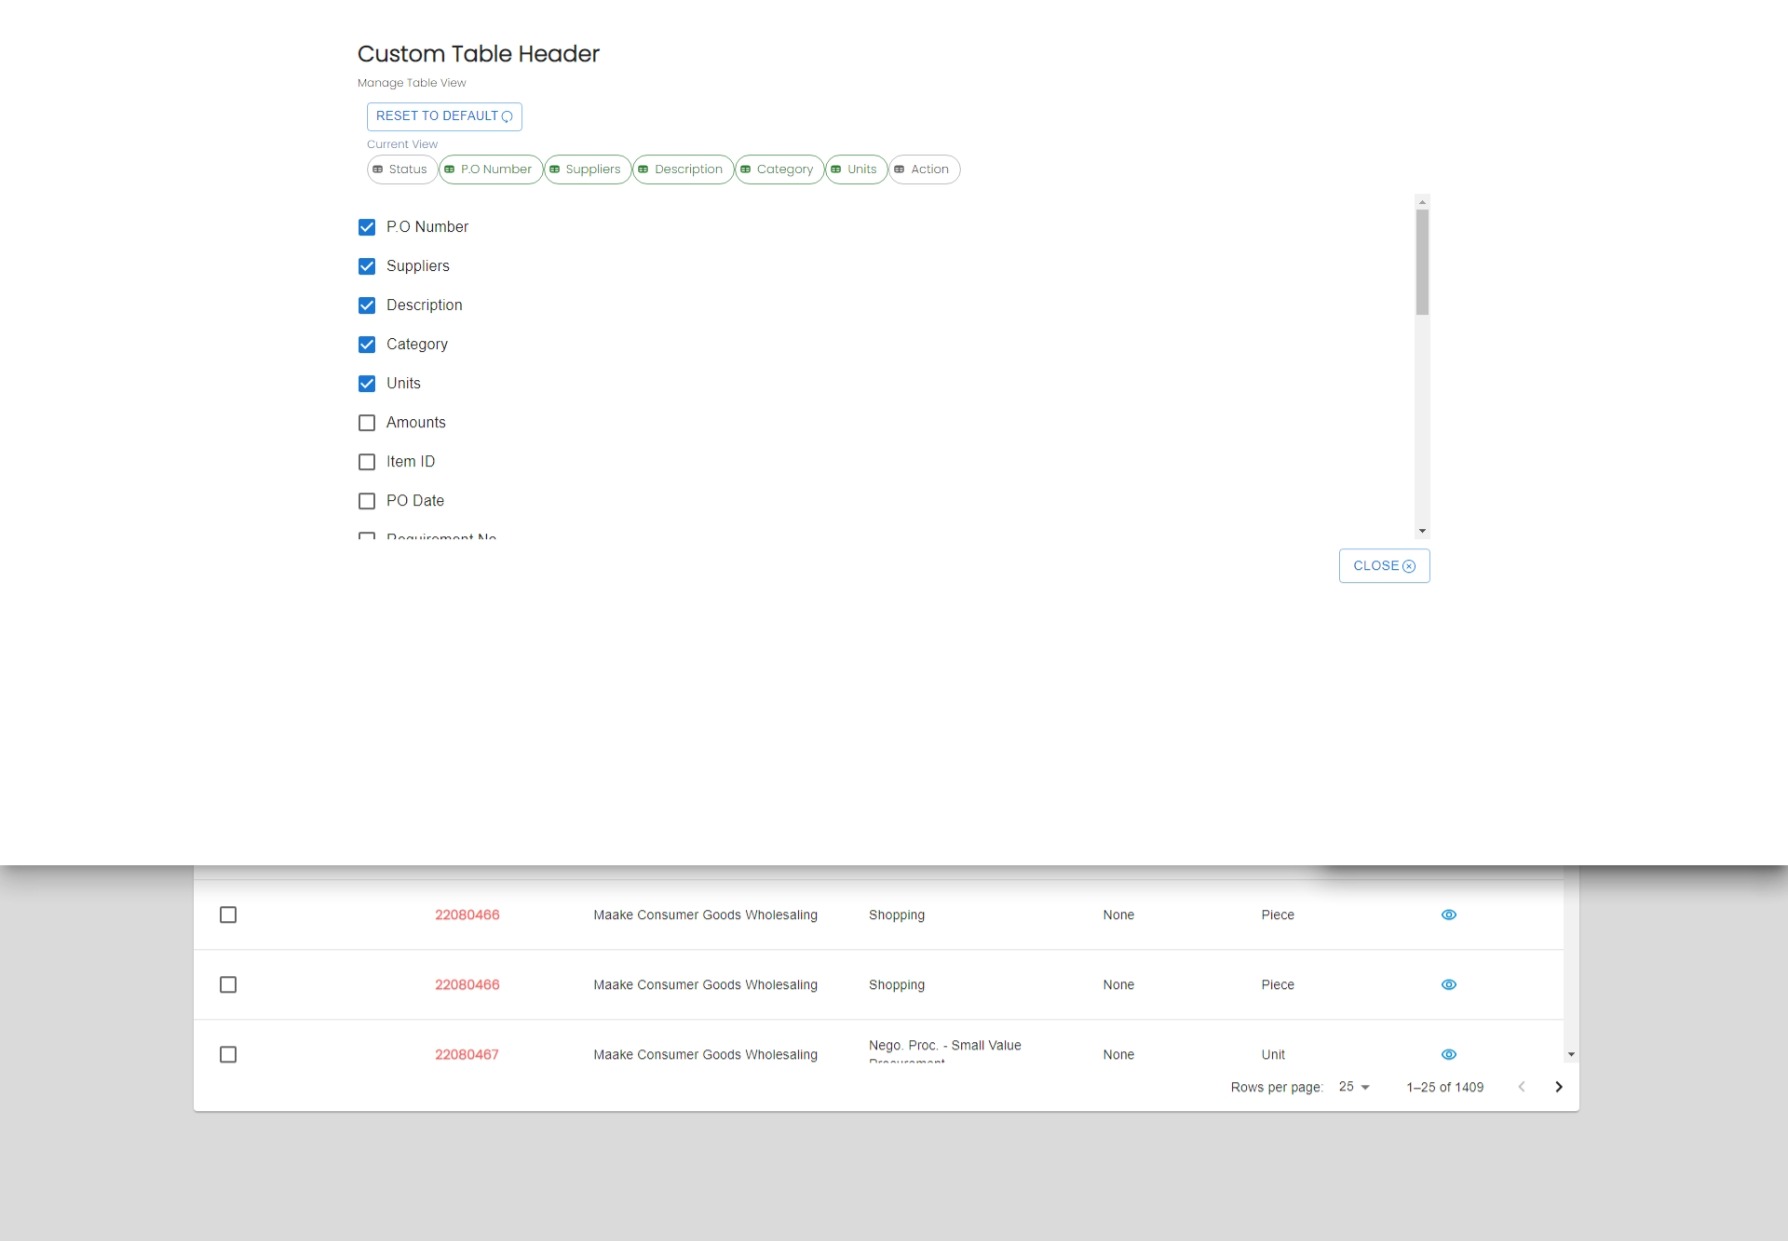 Custom Table Header
Manage Table View
RESET TO DEFAULT
Current View
Status P.O Number Suppliers Description Category Units Action
P.O Number
Suppliers
Description
Category
Units
Amounts
Item ID
PO Date
Requirement No
CLOSE
22080466 Maake Consumer Goods Wholesaling Shopping None Piece
22080466 Maake Consumer Goods Wholesaling Shopping None Piece
22080467 Maake Consumer Goods Wholesaling Nego. Proc. - Small Value Procurement None Unit
Rows per page: 25 1–25 of 1409